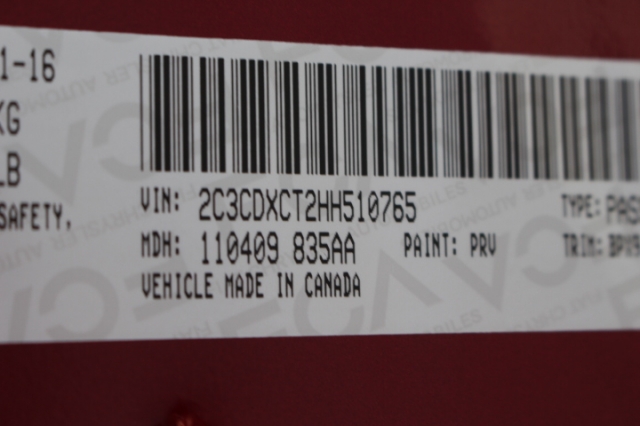 1-16
KG
LB
SAFETY,
VIN: 2C3CDXCT2HH510765 TYPE: PAS
MDH: 110409 835AA PAINT: PRV TRIM:
VEHICLE MADE IN CANADA